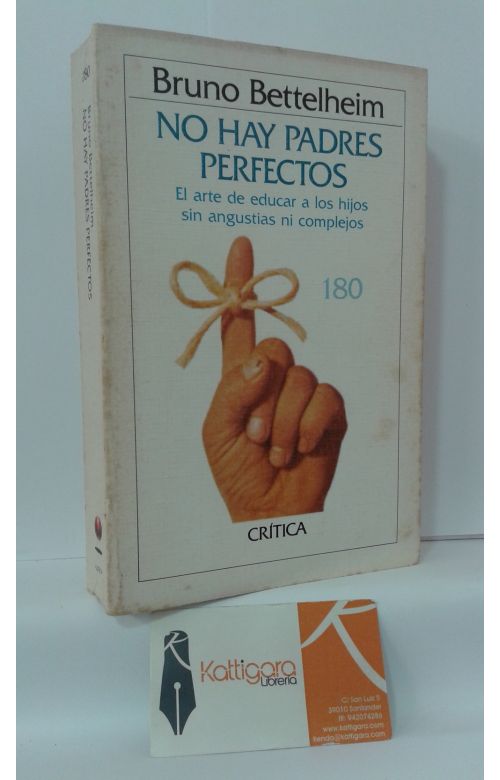 180
Bruno Bettelheim
NO HAY PADRES PERFECTOS
Bruno Bettelheim
NO HAY PADRES
PERFECTOS
El arte de educar a los hijos
sin angustias ni complejos
180
CRÍTICA
Kattigara
Librería
C/ San Luis 5
39010 Santander
tlf: 942074286
www.kattigara.com
tienda@kattigara.com